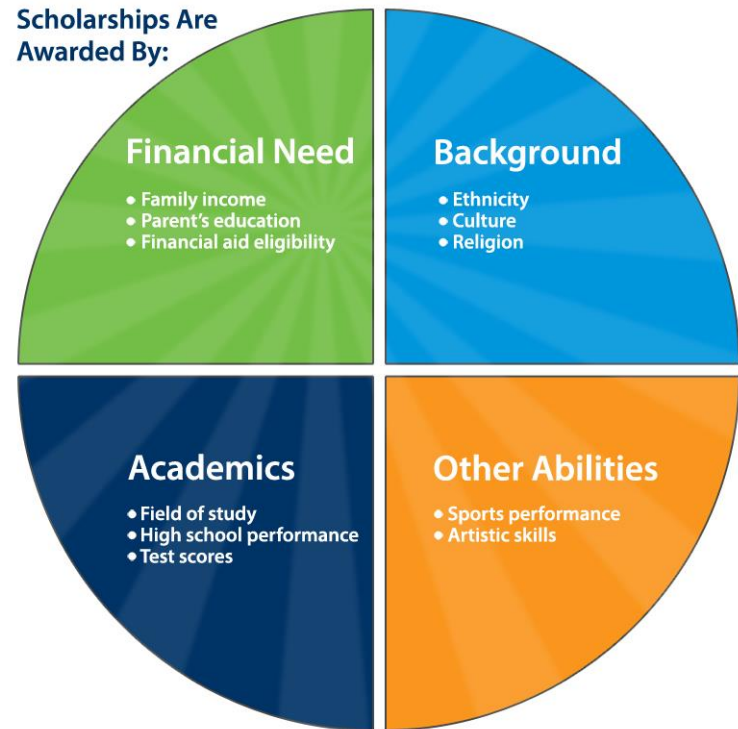 Scholarships Are
Awarded By:
Financial Need
• Family income
• Parent's education
• Financial aid eligibility
Background
• Ethnicity
• Culture
• Religion
Academics
• Field of study
• High school performance
• Test scores
Other Abilities
• Sports performance
• Artistic skills